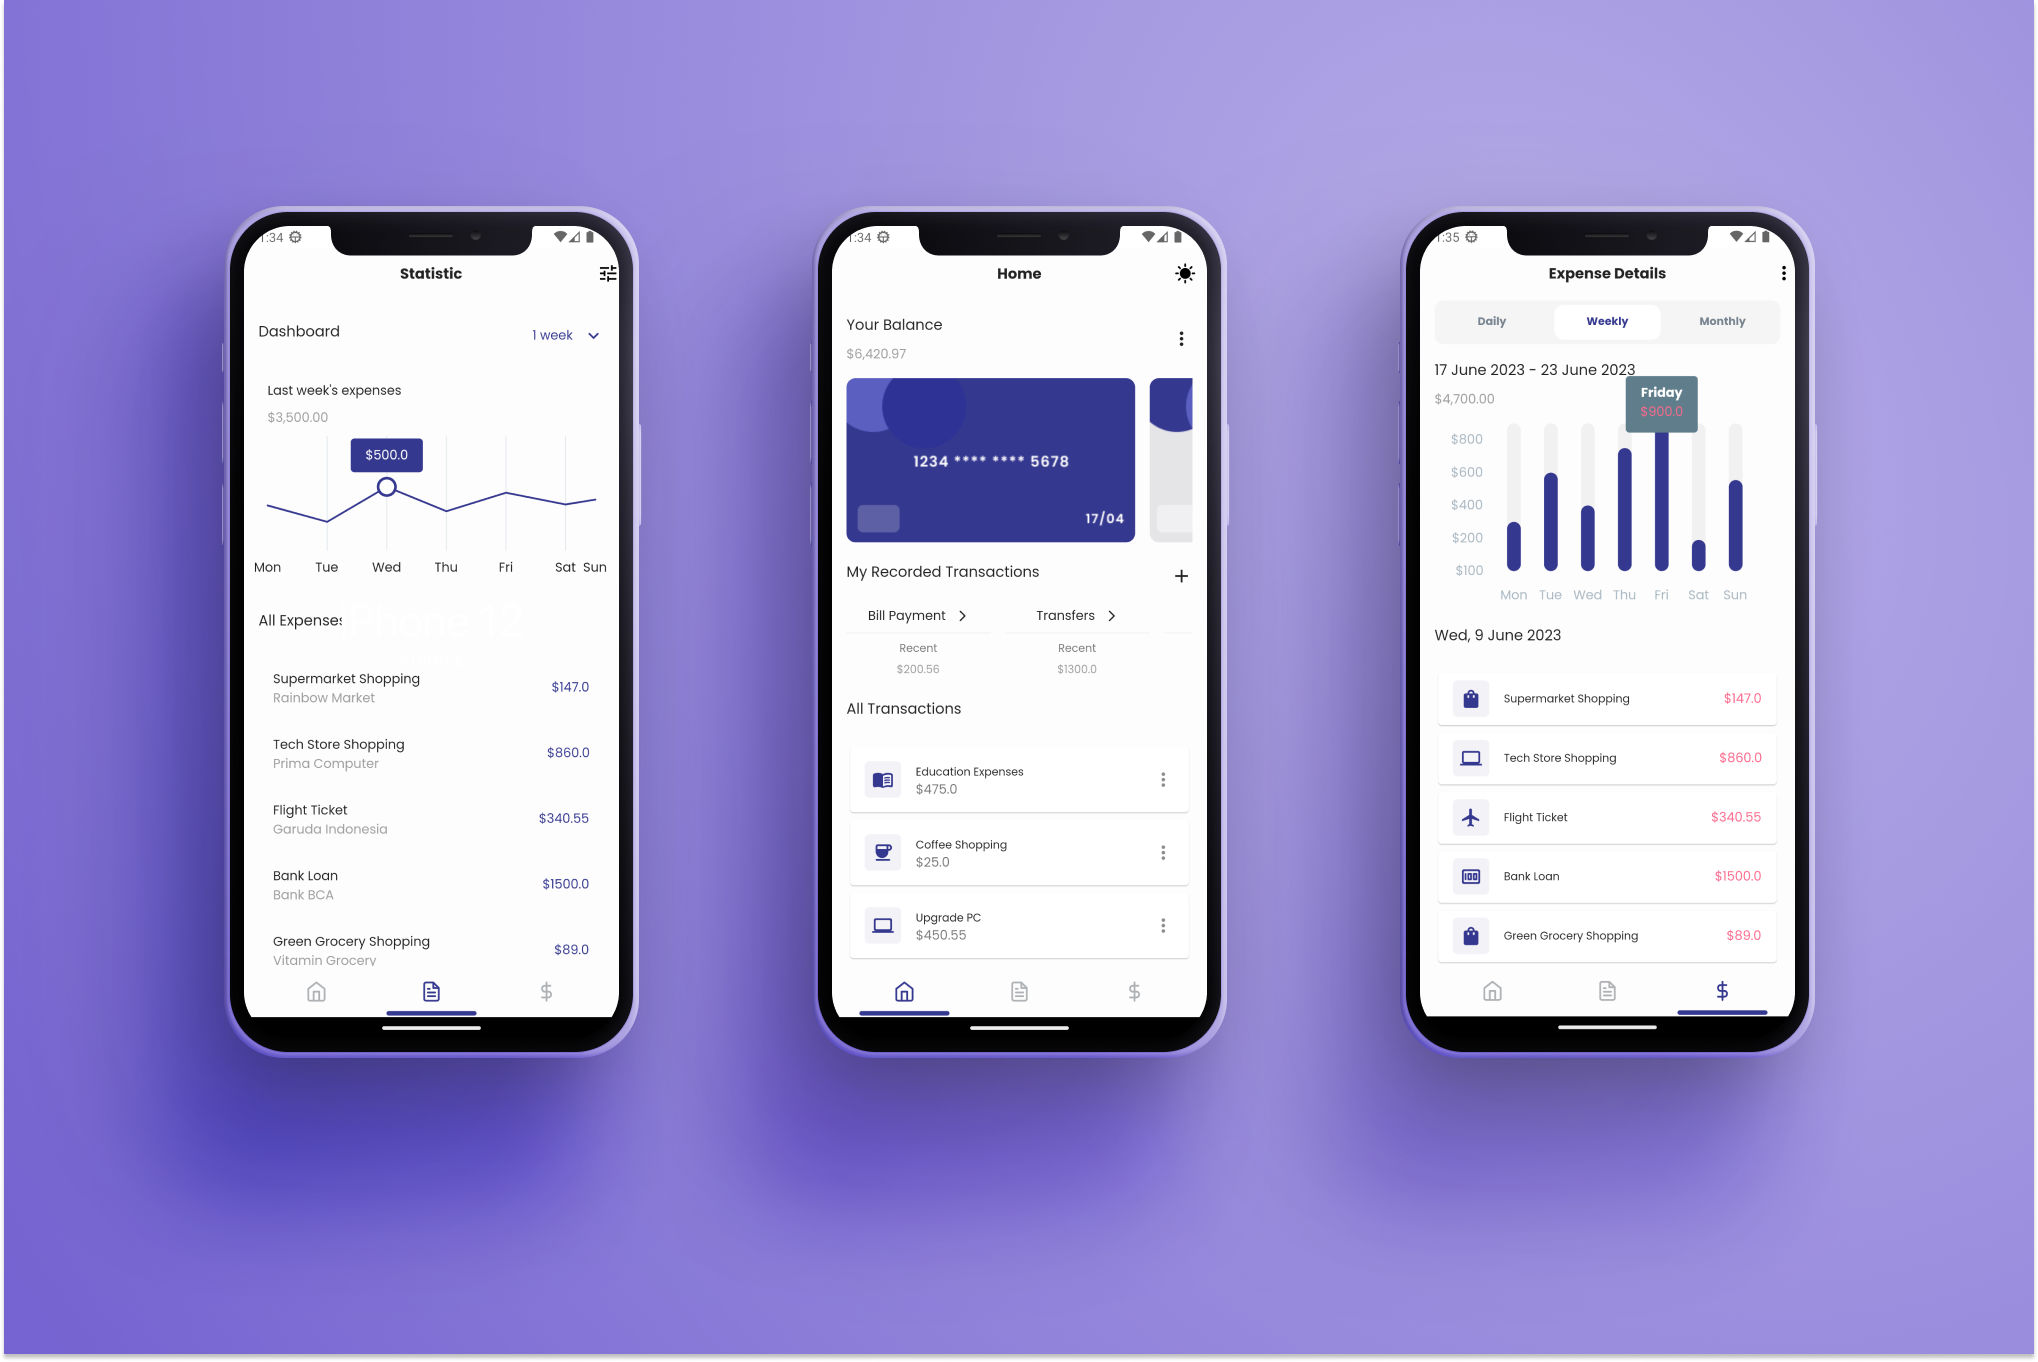 1:34
Statistic
Dashboard
1 week
Last week's expenses
$3,500.00
$500.0
Mon Tue Wed Thu Fri Sat Sun
All Expenses
Phone 12
Supermarket Shopping
Rainbow Market
$147.0
Tech Store Shopping
Prima Computer
$860.0
Flight Ticket
Garuda Indonesia
$340.55
Bank Loan
Bank BCA
$1500.0
Green Grocery Shopping
Vitamin Grocery
$89.0
1:34
Home
Your Balance
$6,420.97
1234 **** **** 5678
17/04
My Recorded Transactions
Bill Payment
Transfers
Recent
$200.56
Recent
$1300.0
All Transactions
Education Expenses
$475.0
Coffee Shopping
$25.0
Upgrade PC
$450.55
1:35
Expense Details
Daily Weekly Monthly
17 June 2023 - 23 June 2023
$4,700.00
Friday
$900.0
$800
$600
$400
$200
$100
Mon Tue Wed Thu Fri Sat Sun
Wed, 9 June 2023
Supermarket Shopping $147.0
Tech Store Shopping $860.0
Flight Ticket $340.55
100
Bank Loan $1500.0
Green Grocery Shopping $89.0